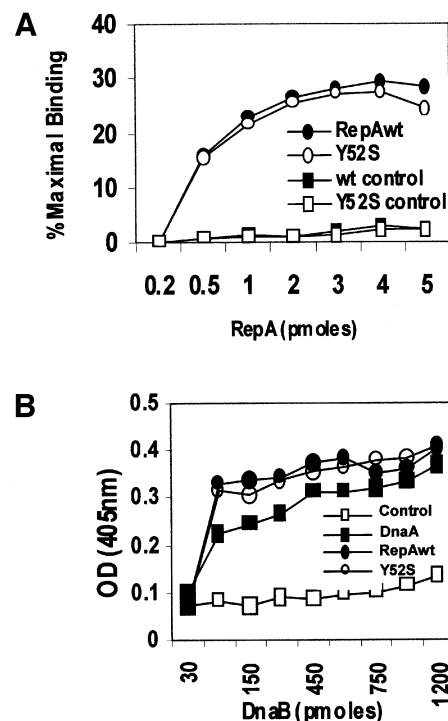 A
40
30
20
10
0
%Maximal Binding
RepAwt
Y52S
wt control
Y52S control
0.2 0.5 1 2 3 4 5
RepA (pmoles)
B
0.5
0.4
0.3
0.2
0.1
0
OD (405nm)
Control
DnaA
RepAwt
Y52S
30 150 450 750 1200
DnaB (pmoles)